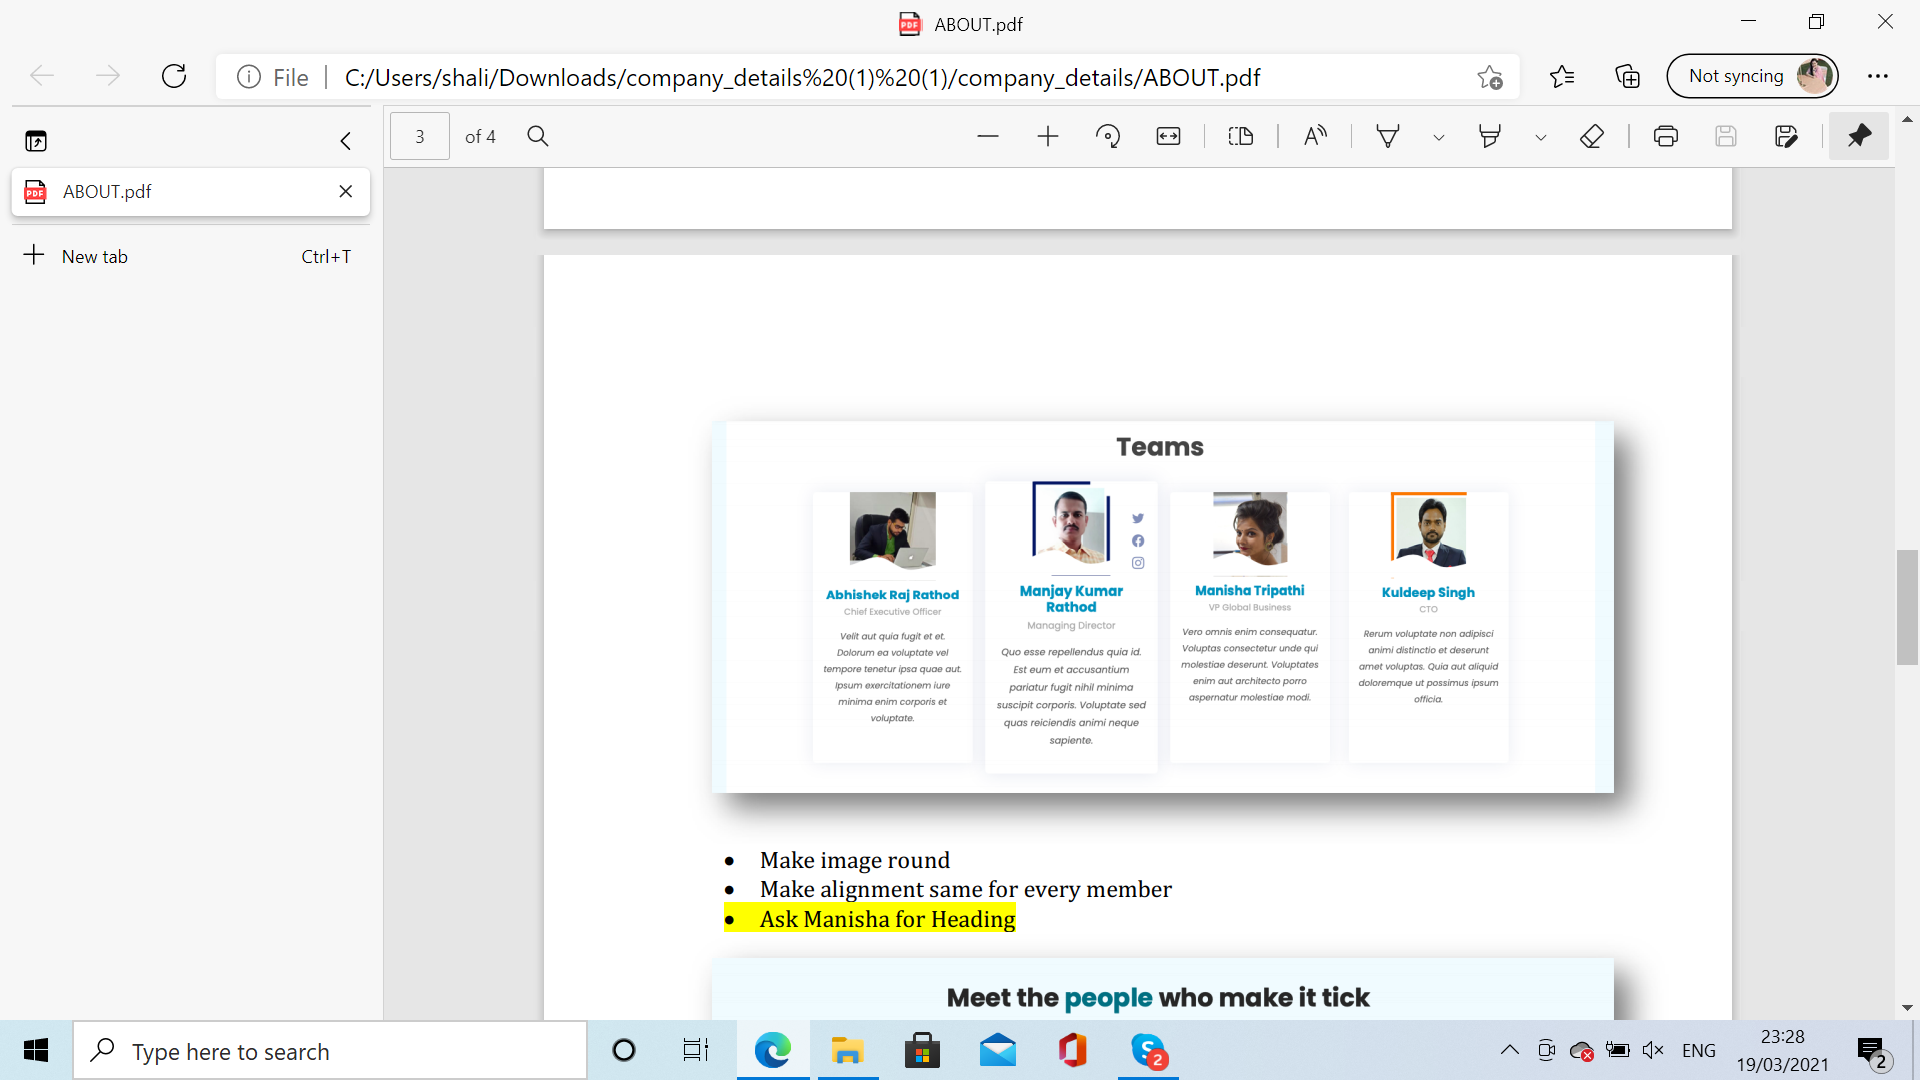 ABOUT.pdf
File
C:/Users/shali/Downloads/company_details%20(1)%20(1)/company_details/ABOUT.pdf
Not syncing
3 of 4
ABOUT.pdf
New tab Ctrl+T
Teams
Abhishek Raj Rathod
Chief Executive Officer
Velit aut quia fugit et et.
Dolorum ea voluptate vel
tempore tenetur ipsa quae aut.
Ipsum exercitationem iure
minima enim corporis et
voluptate.
Manjay Kumar
Rathod
Managing Director
Quo esse repellendus quia id.
Est eum et accusantium
pariatur fugit nihil minima
suscipit corporis. Voluptate sed
quas reiciendis animi neque
sapiente.
Manisha Tripathi
VP Global Business
Vero omnis enim consequatur.
Voluptas consectetur unde qui
molestiae deserunt. Voluptates
enim aut architecto porro
aspernatur molestiae modi.
Kuldeep Singh
CTO
Rerum voluptate non adipisci
animi distinctio et deserunt
amet voluptas. Quia aut aliquid
doloremque ut possimus ipsum
officia.
• Make image round
• Make alignment same for every member
• Ask Manisha for Heading
Meet the people who make it tick
Type here to search
2
ENG
23:28
19/03/2021
2